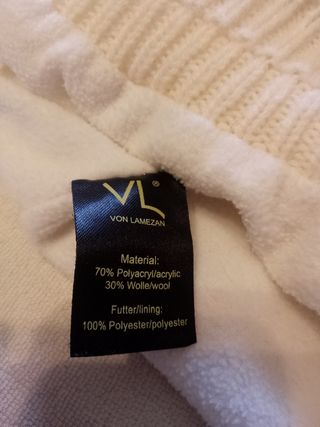 VL®
VON LAMEZAN
Material:
70% Polyacryl/acrylic
30% Wolle/wool
Futter/lining:
100% Polyester/polyester